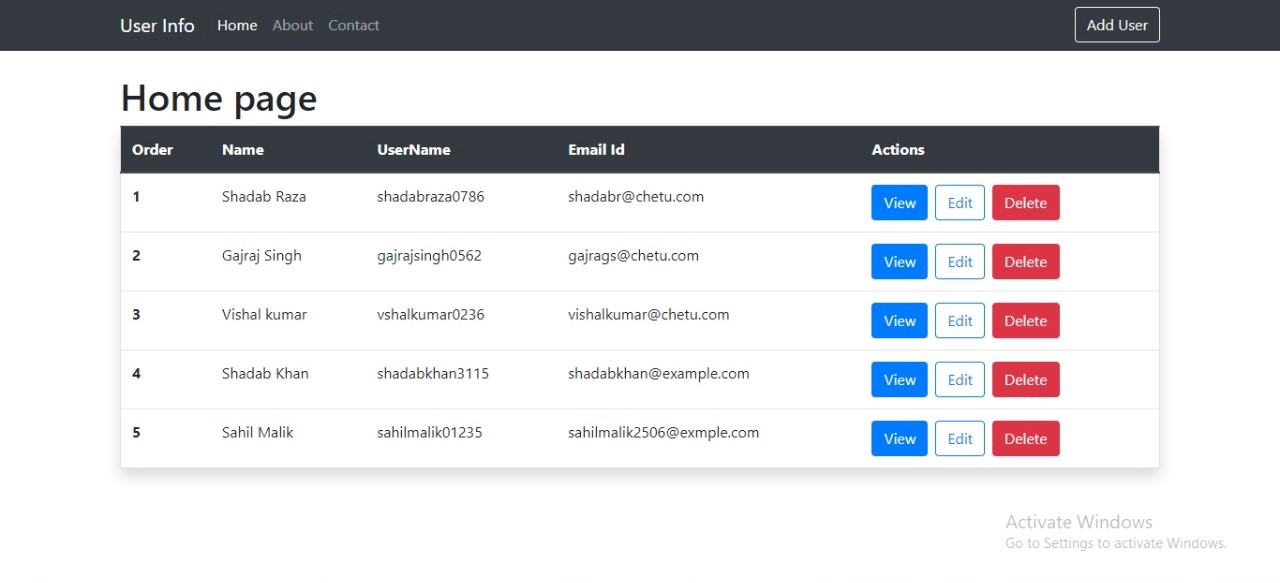 User Info Home About Contact Add User
Home page
Order Name UserName Email Id Actions
1 Shadab Raza shadabraza0786 shadabr@chetu.com View Edit Delete
2 Gajraj Singh gajrajsingh0562 gajrags@chetu.com View Edit Delete
3 Vishal kumar vshalkumar0236 vishalkumar@chetu.com View Edit Delete
4 Shadab Khan shadabkhan3115 shadabkhan@example.com View Edit Delete
5 Sahil Malik sahilmalik01235 sahilmalik2506@exmple.com View Edit Delete
Activate Windows
Go to Settings to activate Windows.